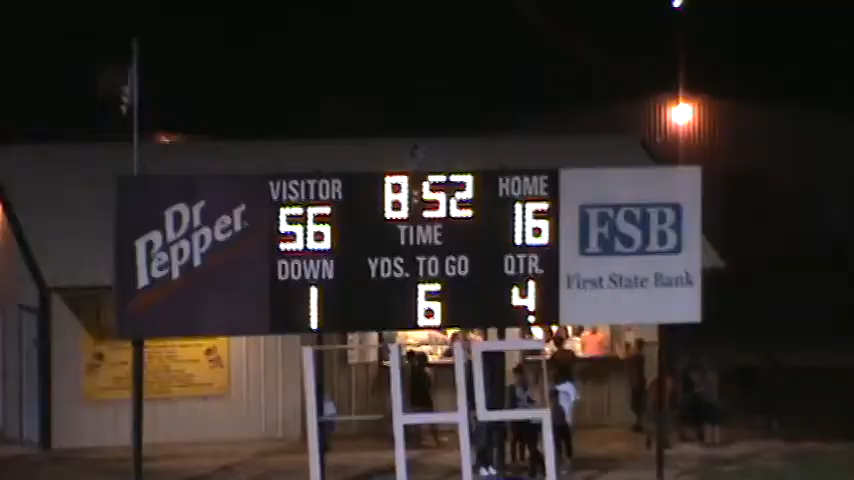 Dr
Pepper
VISITOR 8:52 HOME
56 TIME 16
DOWN YDS. TO GO QTR.
1 6 4
FSB
First State Bank
HS